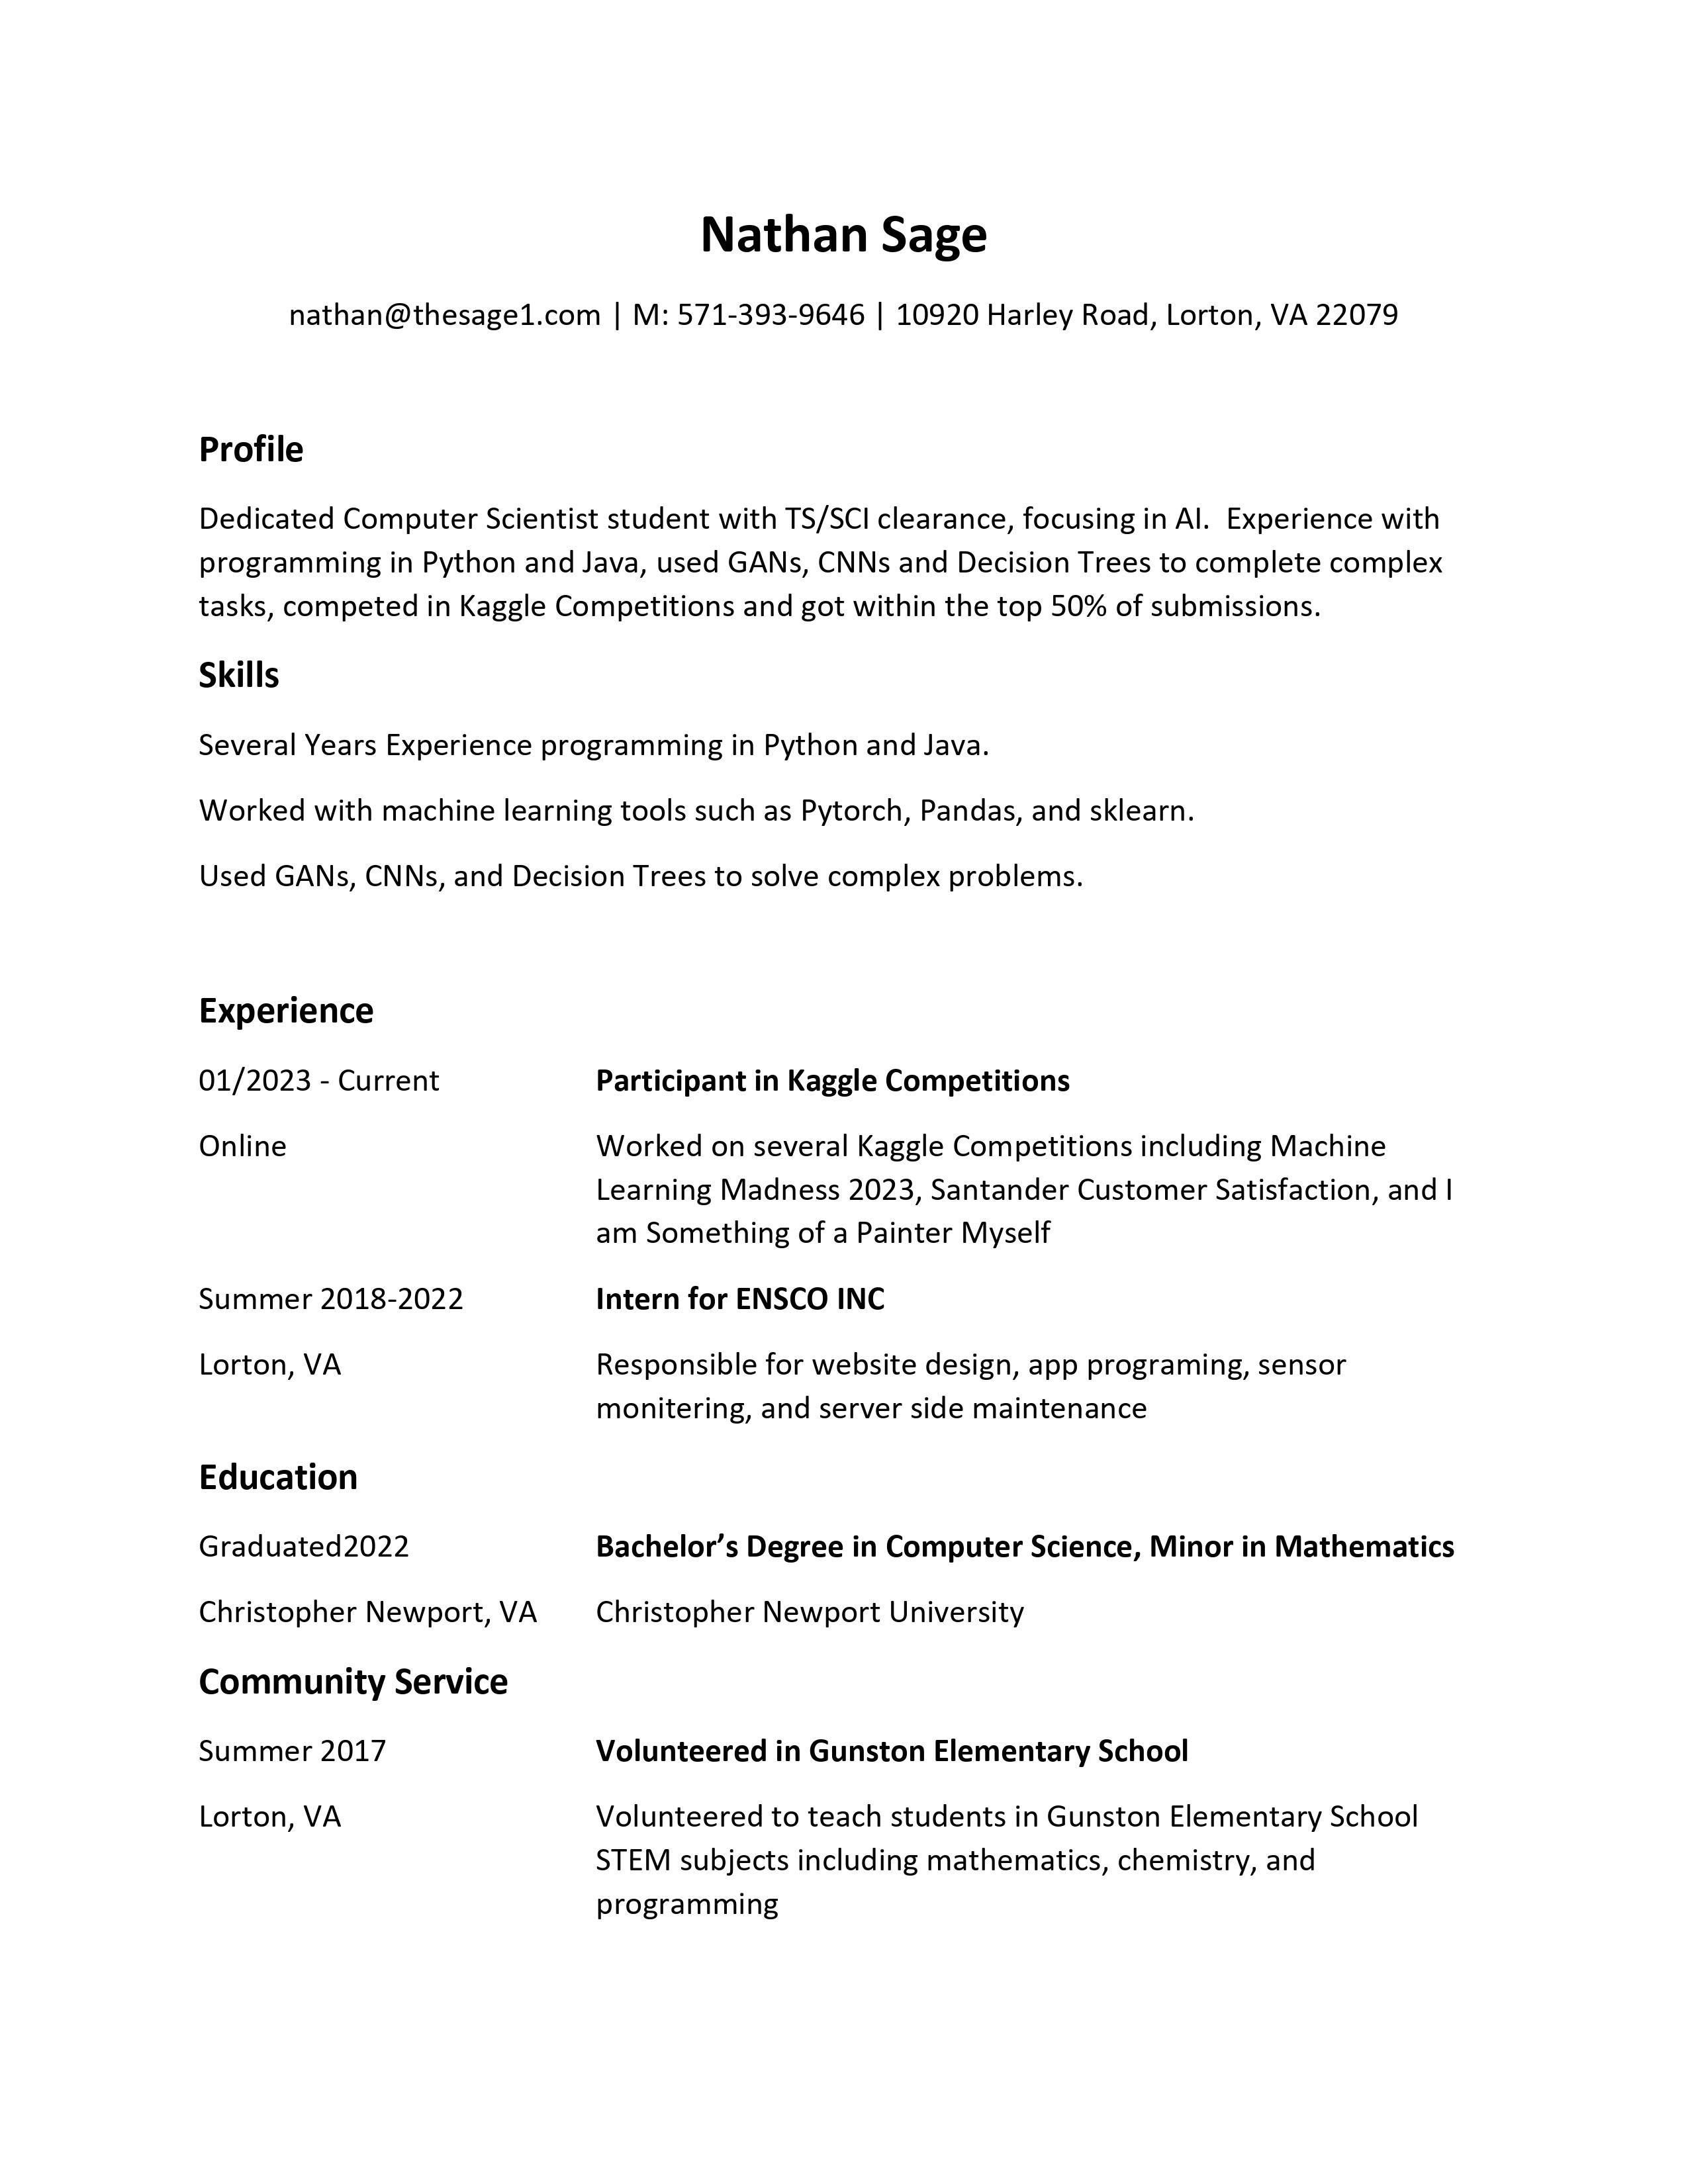 Nathan Sage
nathan@thesage1.com | M: 571-393-9646 | 10920 Harley Road, Lorton, VA 22079
Profile
Dedicated Computer Scientist student with TS/SCI clearance, focusing in AI.  Experience with
programming in Python and Java, used GANs, CNNs and Decision Trees to complete complex
tasks, competed in Kaggle Competitions and got within the top 50% of submissions.
Skills
Several Years Experience programming in Python and Java.
Worked with machine learning tools such as Pytorch, Pandas, and sklearn.
Used GANs, CNNs, and Decision Trees to solve complex problems.
Experience
01/2023 - Current Participant in Kaggle Competitions
Online Worked on several Kaggle Competitions including Machine
Learning Madness 2023, Santander Customer Satisfaction, and I
am Something of a Painter Myself
Summer 2018-2022 Intern for ENSCO INC
Lorton, VA Responsible for website design, app programing, sensor
monitering, and server side maintenance
Education
Graduated2022 Bachelor’s Degree in Computer Science, Minor in Mathematics
Christopher Newport, VA Christopher Newport University
Community Service
Summer 2017 Volunteered in Gunston Elementary School
Lorton, VA Volunteered to teach students in Gunston Elementary School
STEM subjects including mathematics, chemistry, and
programming